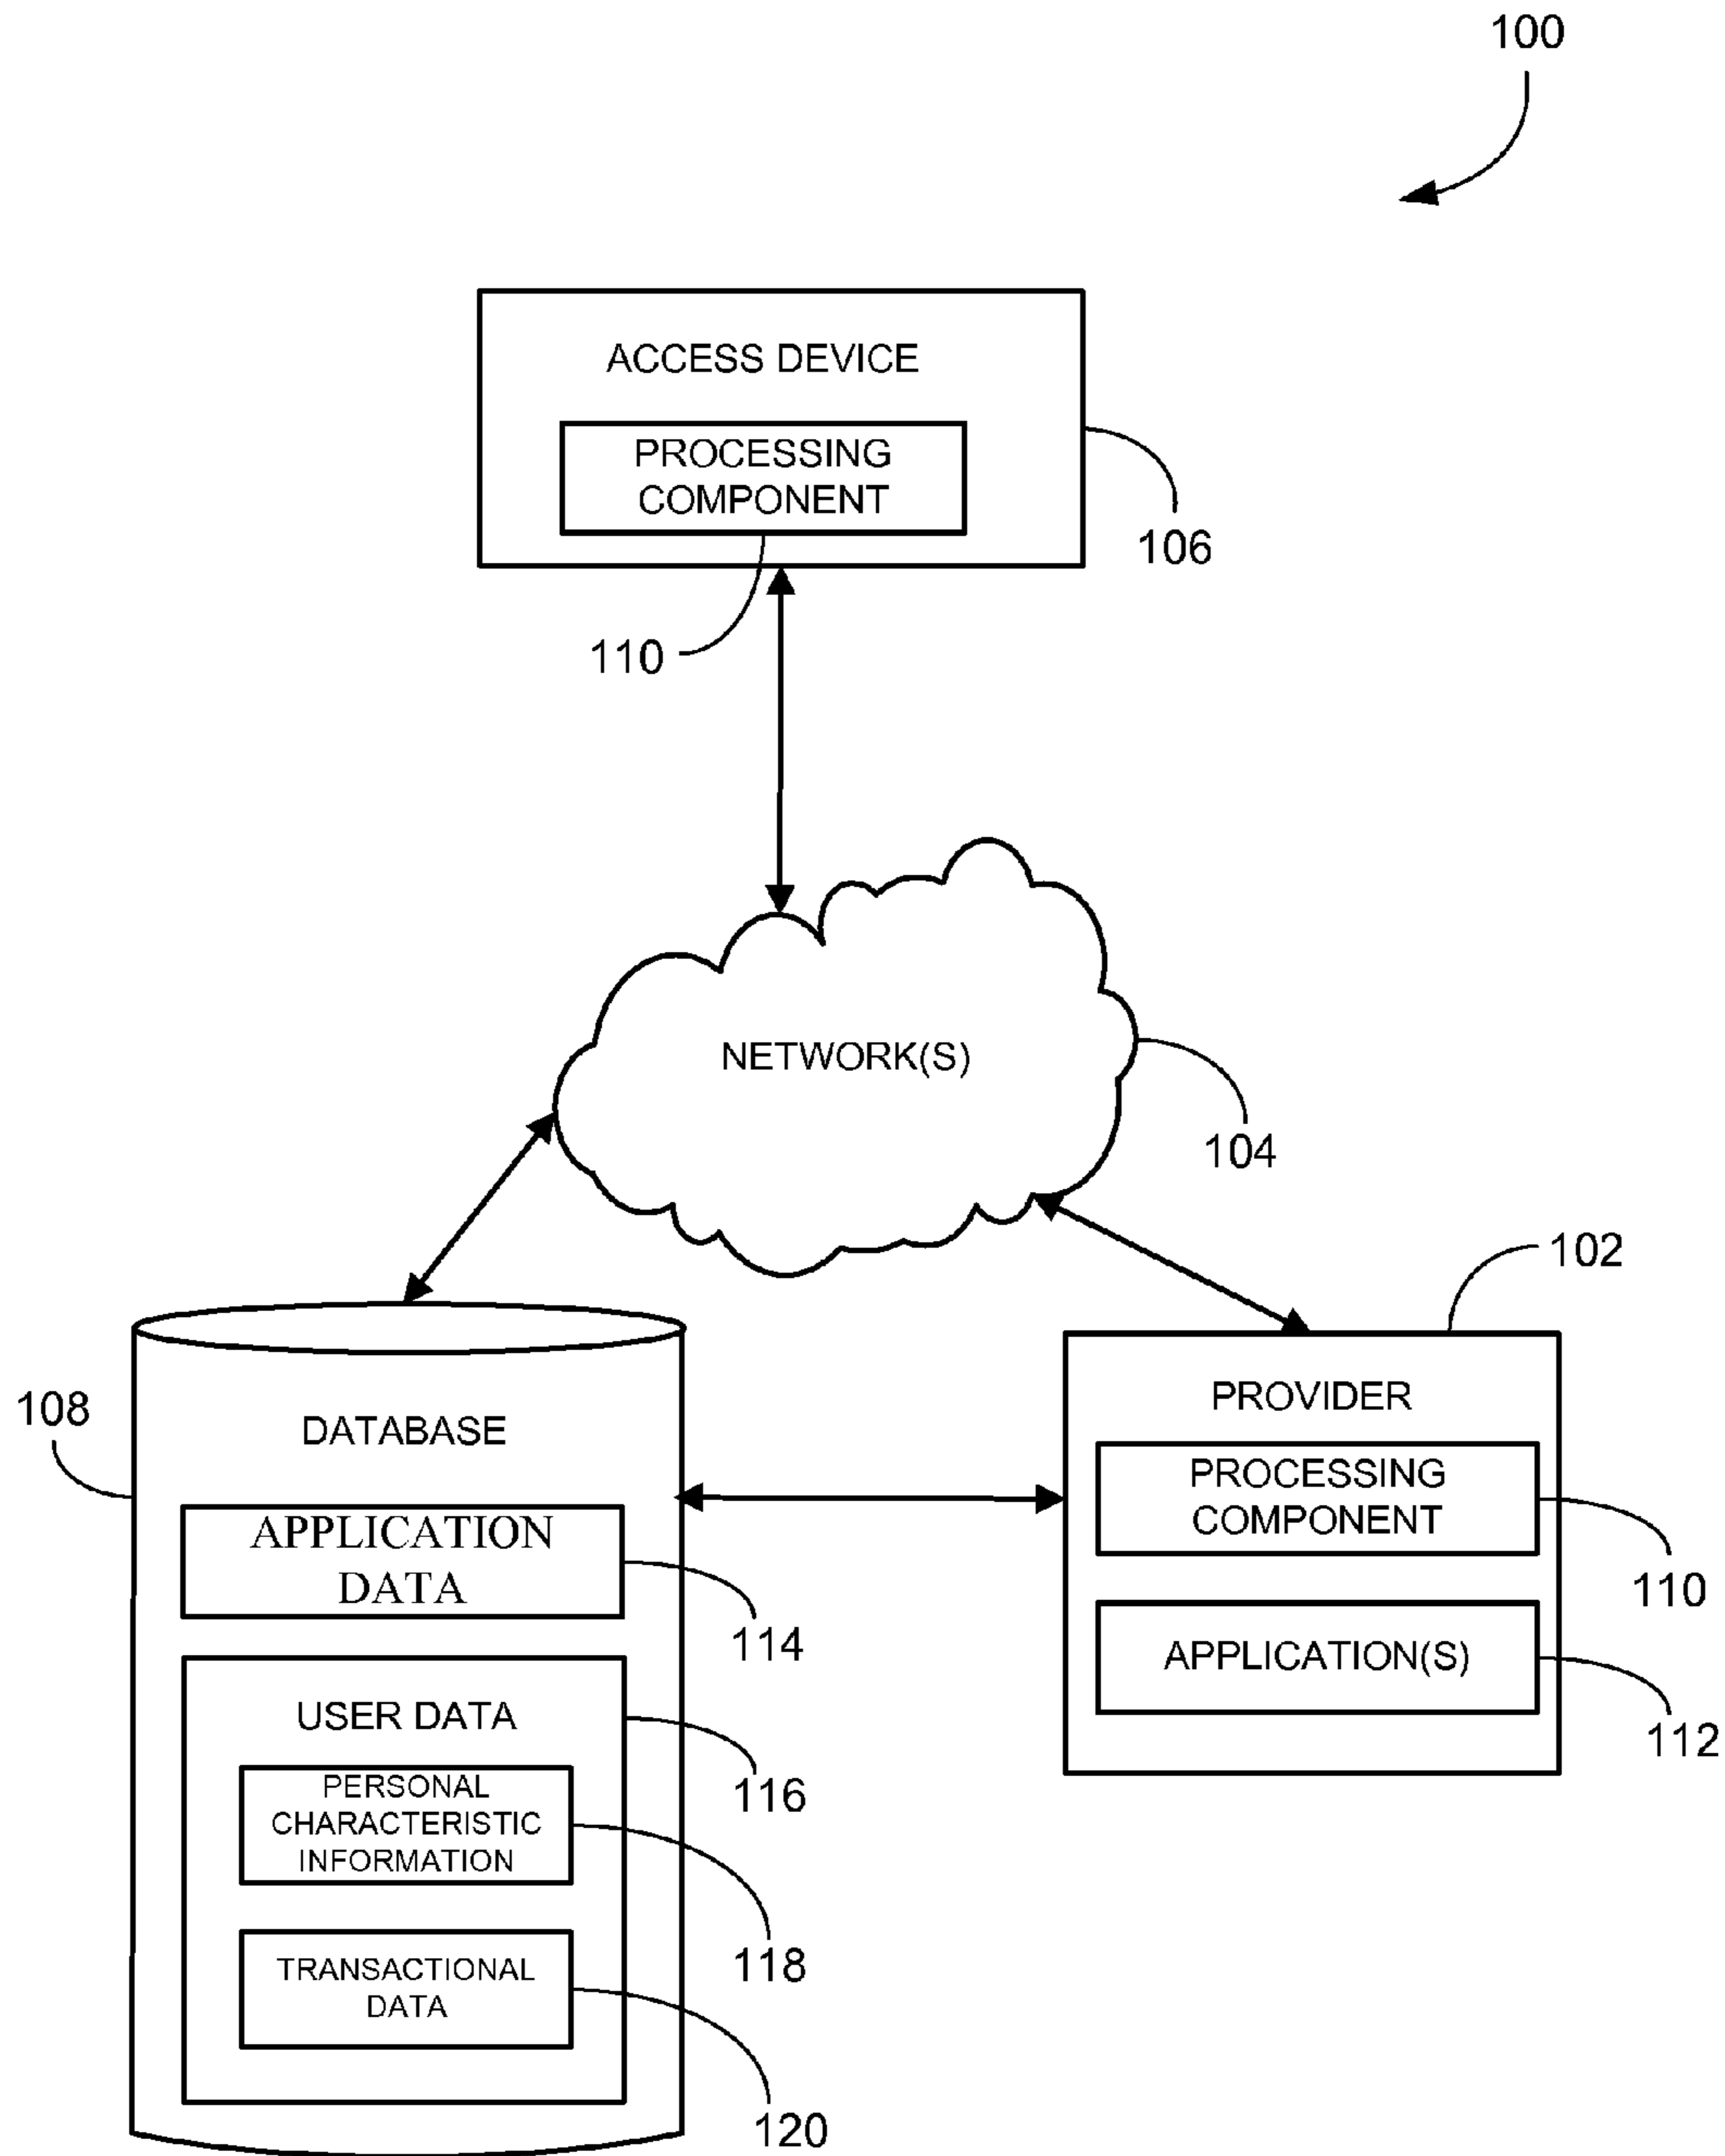 100
ACCESS DEVICE
PROCESSING
COMPONENT
106
110
NETWORK(S)
104
102
108
DATABASE
PROVIDER
PROCESSING
COMPONENT
APPLICATION
DATA
110
114
APPLICATION(S)
112
USER DATA
116
PERSONAL
CHARACTERISTIC
INFORMATION
118
TRANSACTIONAL
DATA
120